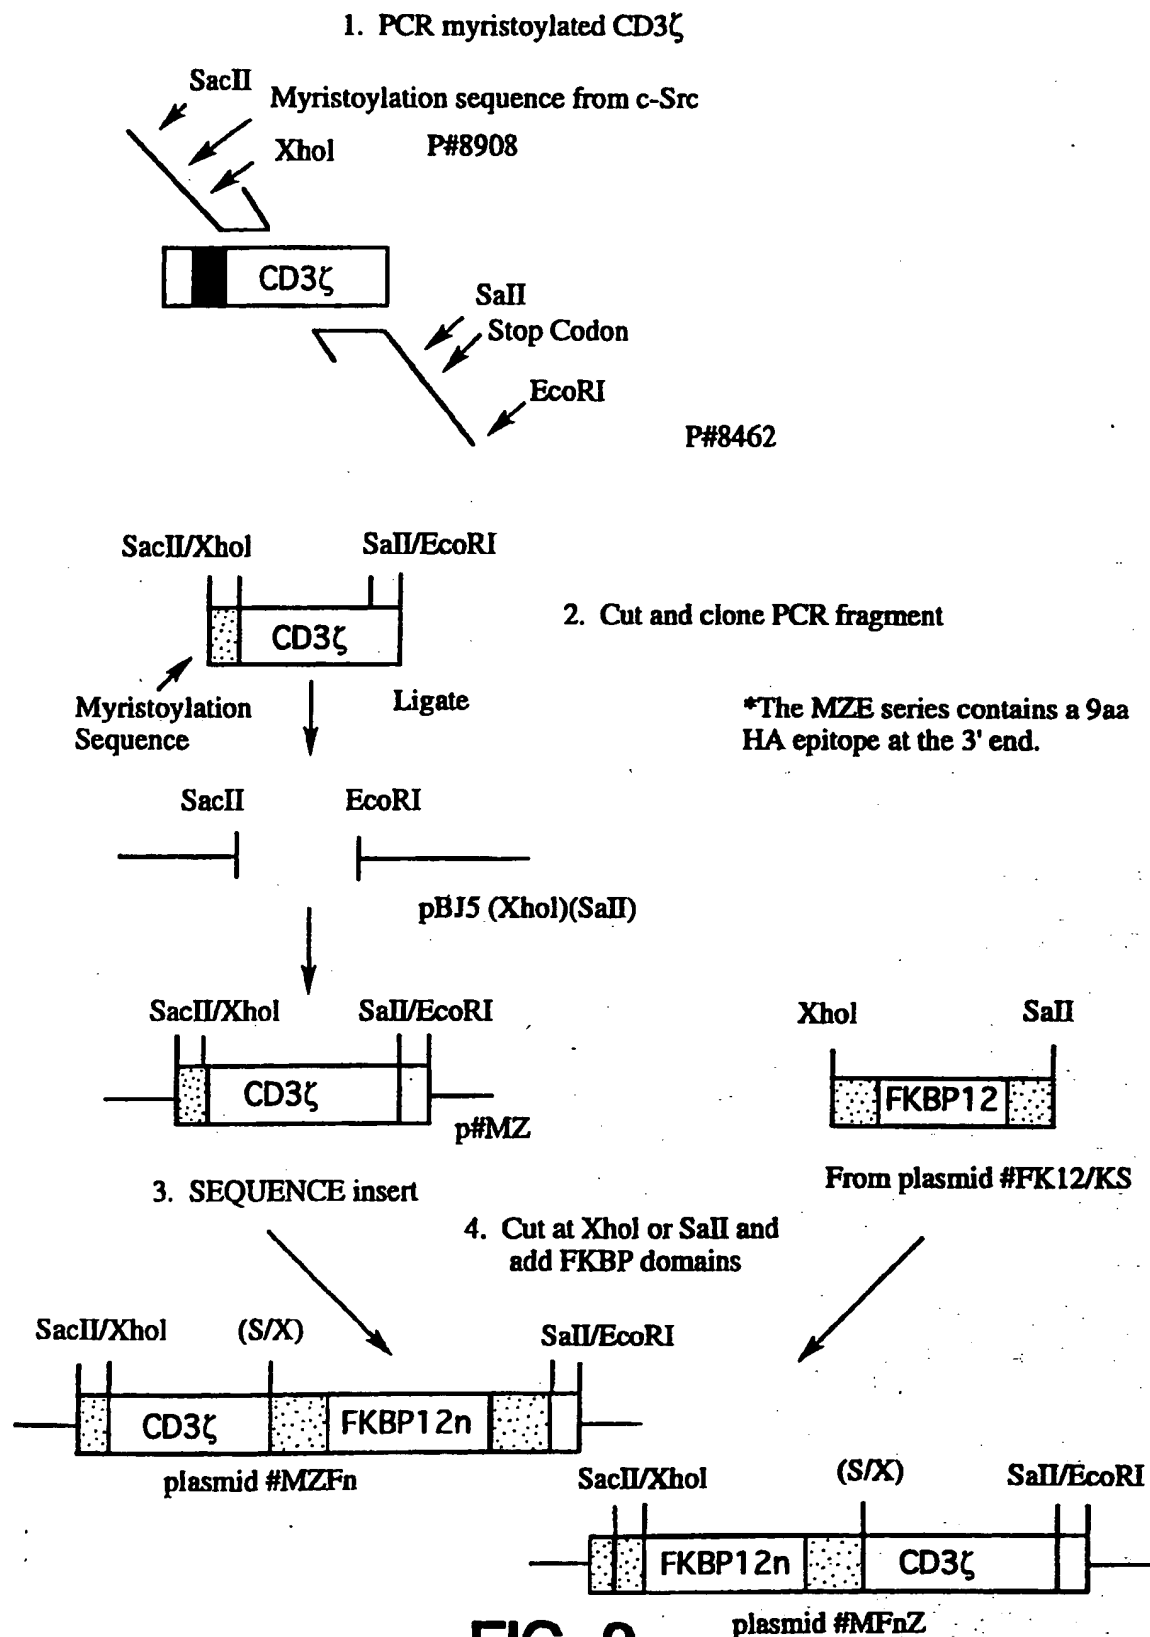 1. PCR myristoylated CD3ζ
SacII
Myristoylation sequence from c-Src
XhoI
P#8908
CD3ζ
SalI
Stop Codon
EcoRI
P#8462
SacII/XhoI
SalI/EcoRI
CD3ζ
2. Cut and clone PCR fragment
Myristoylation
Sequence
Ligate
*The MZE series contains a 9aa
HA epitope at the 3' end.
SacII
EcoRI
pBJ5 (XhoI)(SalI)
SacII/XhoI
SalI/EcoRI
CD3ζ
p#MZ
XhoI
SalI
FKBP12
From plasmid #FK12/KS
3. SEQUENCE insert
4. Cut at XhoI or SalI and
add FKBP domains
SacII/XhoI
(S/X)
SalI/EcoRI
CD3ζ
FKBP12n
plasmid #MZFn
SacII/XhoI
(S/X)
SalI/EcoRI
FKBP12n
CD3ζ
plasmid #MFnZ
FIG.